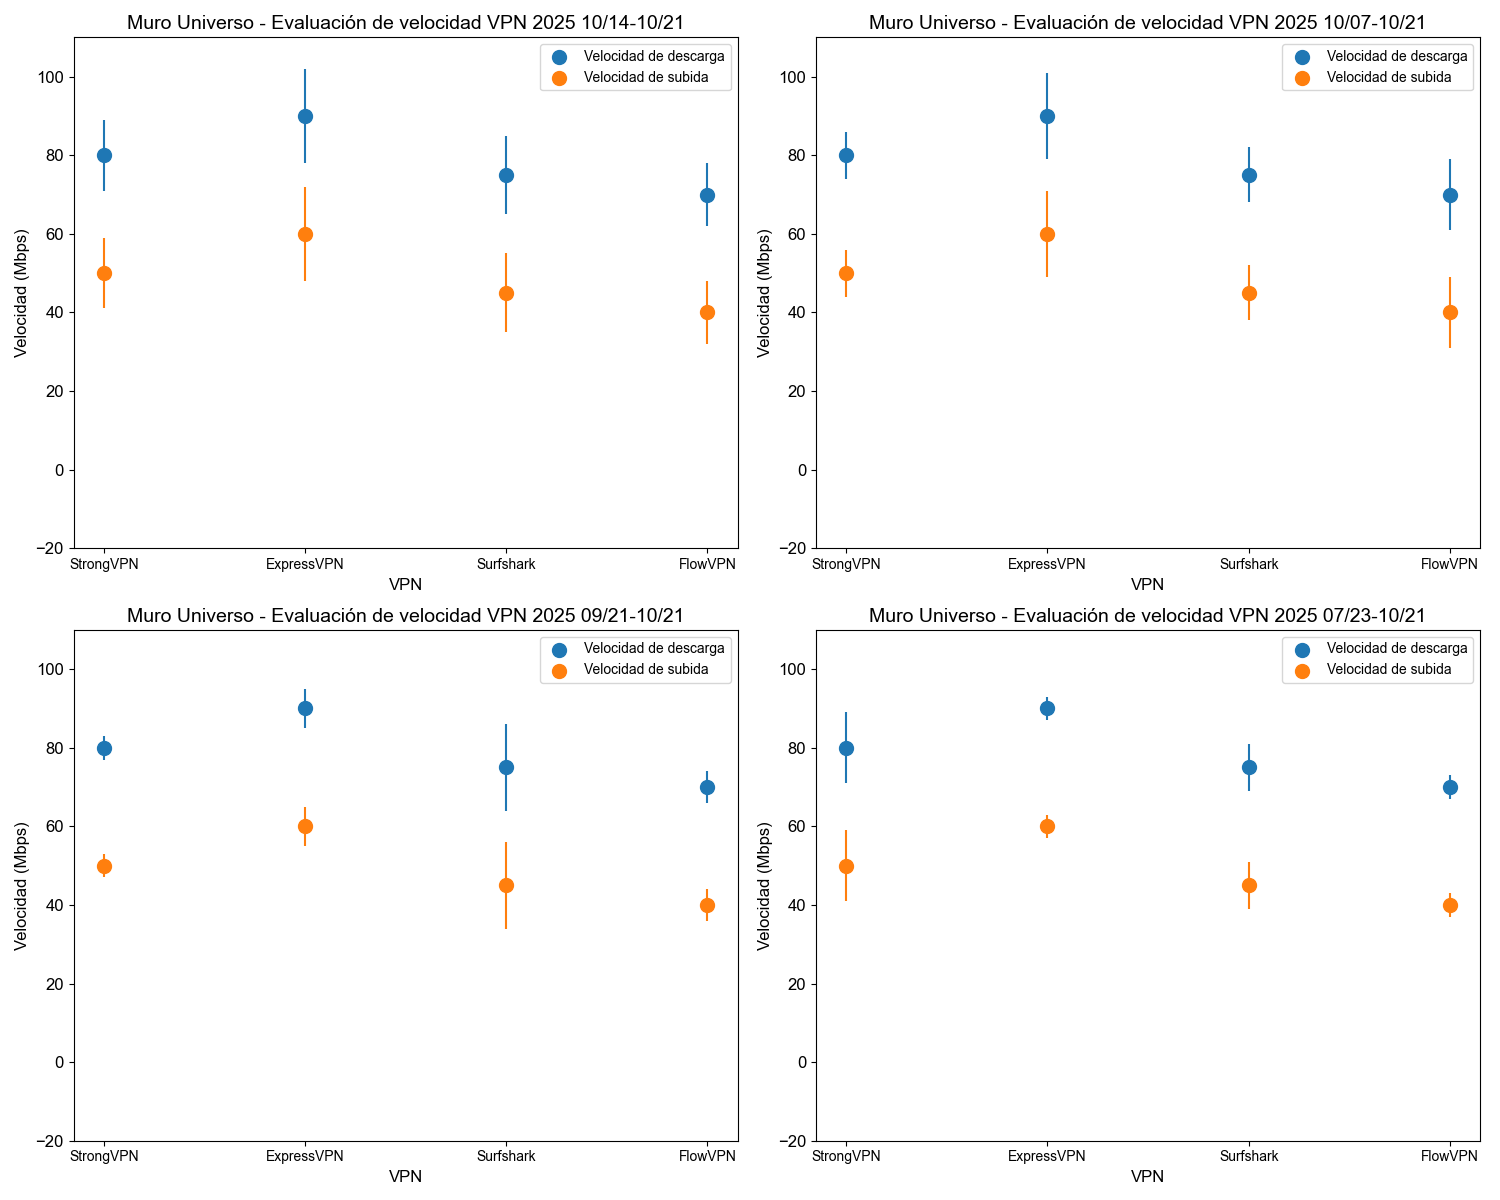 Muro Universo - Evaluación de velocidad VPN 2025 10/14-10/21
Velocidad de descarga
Velocidad de subida
Velocidad (Mbps)
100
80
60
40
20
0
−20
StrongVPN ExpressVPN Surfshark FlowVPN
VPN
Muro Universo - Evaluación de velocidad VPN 2025 10/07-10/21
Velocidad de descarga
Velocidad de subida
Velocidad (Mbps)
100
80
60
40
20
0
−20
StrongVPN ExpressVPN Surfshark FlowVPN
VPN
Muro Universo - Evaluación de velocidad VPN 2025 09/21-10/21
Velocidad de descarga
Velocidad de subida
Velocidad (Mbps)
100
80
60
40
20
0
−20
StrongVPN ExpressVPN Surfshark FlowVPN
VPN
Muro Universo - Evaluación de velocidad VPN 2025 07/23-10/21
Velocidad de descarga
Velocidad de subida
Velocidad (Mbps)
100
80
60
40
20
0
−20
StrongVPN ExpressVPN Surfshark FlowVPN
VPN